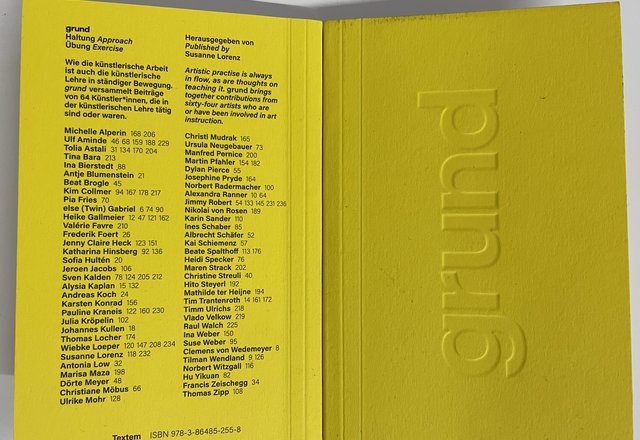 grund
Haltung Approach
Übung Exercise
Wie die künstlerische Arbeit
ist auch die künstlerische
Lehre in ständiger Bewegung.
grund versammelt Beiträge
von 64 Künstler*innen, die in
der künstlerischen Lehre tätig
sind oder waren.
Michelle Alperin 168 206
Ulf Aminde 46 68 159 188 229
Tolia Astali 31 134 170 204
Tina Bara 213
Ina Bierstedt 88
Antje Blumenstein 21
Beat Brogle 45
Kim Collmer 94 167 178 217
Pia Fries 70
else (Twin) Gabriel 6 74 90
Heike Gallmeier 12 47 121 162
Valérie Favre 210
Frederik Foert 26
Jenny Claire Heck 123 151
Katharina Hinsberg 92 136
Sofia Hultén 20
Jeroen Jacobs 106
Sven Kalden 78 124 205 212
Alysia Kaplan 15 132
Andreas Koch 24
Karsten Konrad 156
Pauline Kraneis 122 160 230
Julia Kröpelin 102
Johannes Kullen 18
Thomas Locher 174
Wiebke Loeper 120 147 208 234
Susanne Lorenz 118 232
Antonia Low 32
Marisa Maza 198
Dörte Meyer 48
Christiane Möbus 66
Ulrike Mohr 128
Herausgegeben von
Published by
Susanne Lorenz
Artistic practise is always
in flow, as are thoughts on
teaching it. grund brings
together contributions from
sixty-four artists who are
or have been involved in art
instruction.
Christl Mudrak 165
Ursula Neugebauer 73
Manfred Pernice 200
Martin Pfahler 154 182
Dylan Pierce 55
Josephine Pryde 164
Norbert Radermacher 100
Alexandra Ranner 10 64
Jimmy Robert 54 133 145 231 235
Nikolai von Rosen 189
Karin Sander 110
Ines Schaber 85
Albrecht Schäfer 52
Kai Schiemenz 57
Beate Spalthoff 113 176
Heidi Specker 76
Maren Strack 202
Christine Streuli 40
Hito Steyerl 192
Mathilde ter Heijne 194
Tim Trantenroth 14 161 172
Timm Ulrichs 218
Vlado Velkow 219
Raul Walch 225
Ina Weber 150
Suse Weber 95
Clemens von Wedemeyer 8
Tilman Wendland 9 126
Norbert Witzgall 116
Hu Yikuan 82
Francis Zeischegg 34
Thomas Zipp 108
Textem ISBN 978-3-86485-255-8
grund